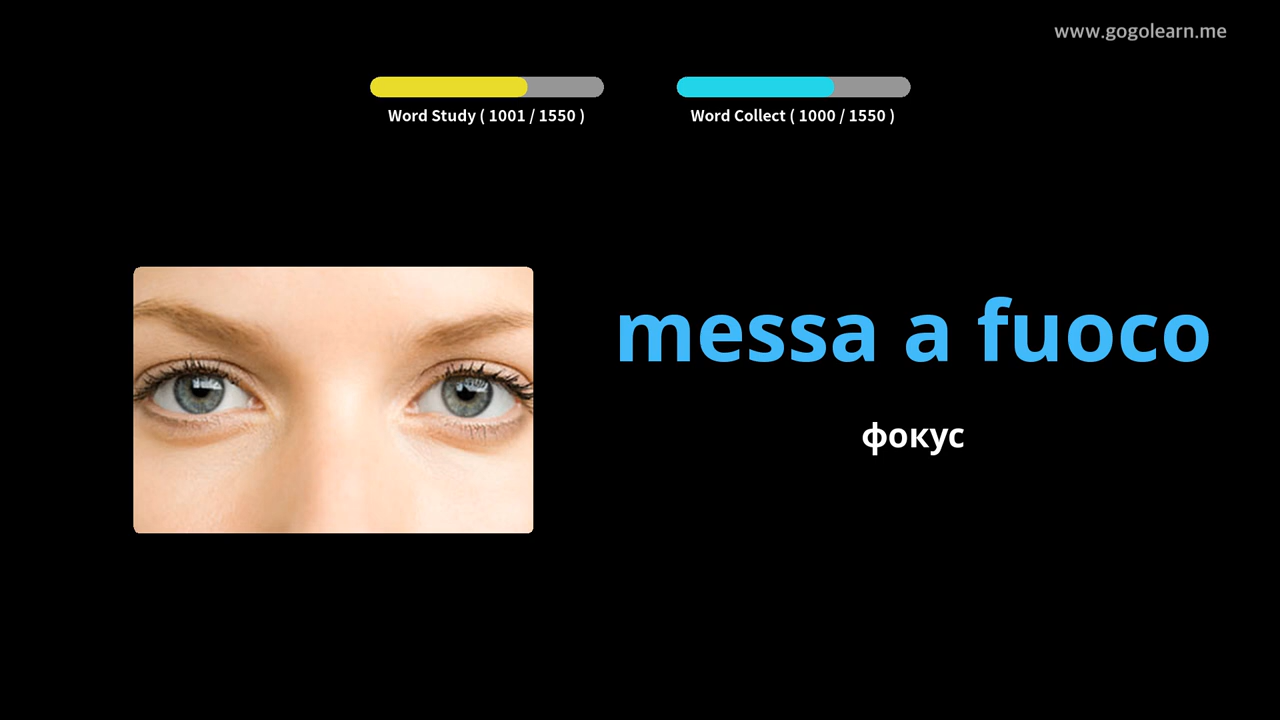 www.gogolearn.me
Word Study ( 1001 / 1550 )
Word Collect ( 1000 / 1550 )
messa a fuoco
фокус